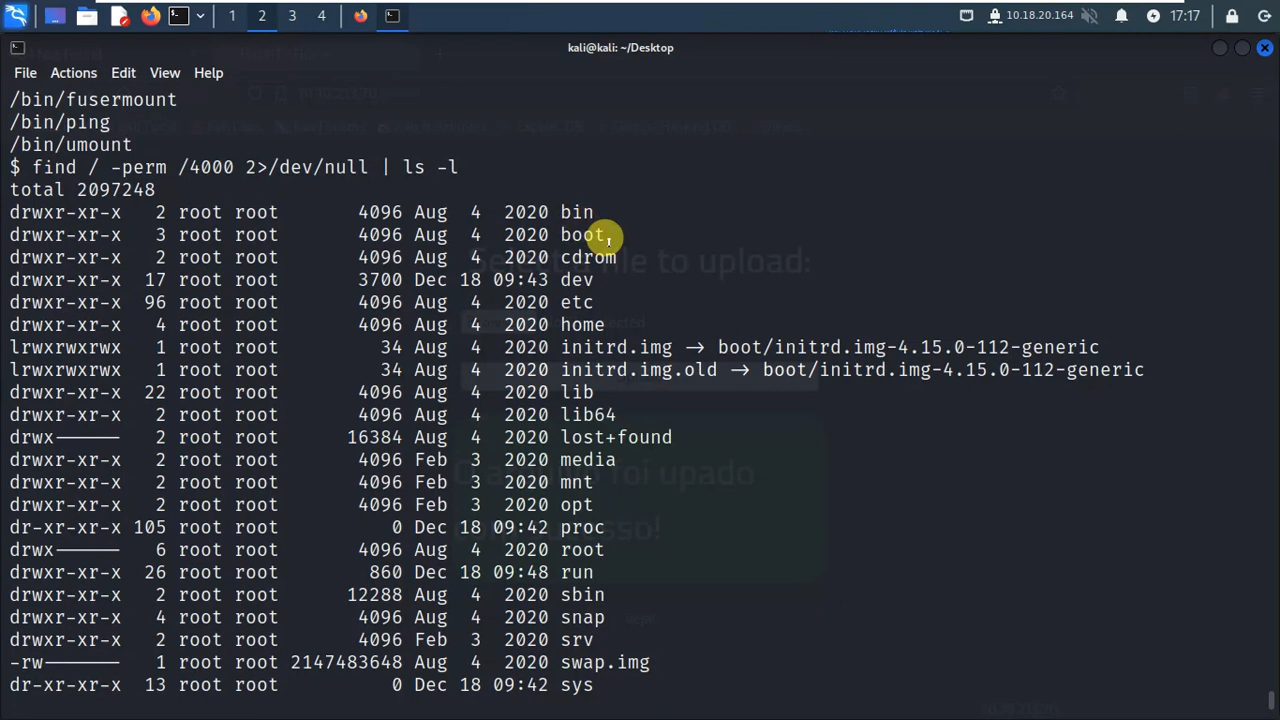 1 2 3 4 10.18.20.164 17:17
kali@kali: ~/Desktop
File Actions Edit View Help
/bin/fusermount
/bin/ping
/bin/umount
$ find / -perm /4000 2>/dev/null | ls -l
total 2097248
drwxr-xr-x 2 root root 4096 Aug 4 2020 bin
drwxr-xr-x 3 root root 4096 Aug 4 2020 boot
drwxr-xr-x 2 root root 4096 Aug 4 2020 cdrom
drwxr-xr-x 17 root root 3700 Dec 18 09:43 dev
drwxr-xr-x 96 root root 4096 Aug 4 2020 etc
drwxr-xr-x 4 root root 4096 Aug 4 2020 home
lrwxrwxrwx 1 root root 34 Aug 4 2020 initrd.img -> boot/initrd.img-4.15.0-112-generic
lrwxrwxrwx 1 root root 34 Aug 4 2020 initrd.img.old -> boot/initrd.img-4.15.0-112-generic
drwxr-xr-x 22 root root 4096 Aug 4 2020 lib
drwxr-xr-x 2 root root 4096 Aug 4 2020 lib64
drwx------ 2 root root 16384 Aug 4 2020 lost+found
drwxr-xr-x 2 root root 4096 Feb 3 2020 media
drwxr-xr-x 2 root root 4096 Feb 3 2020 mnt
drwxr-xr-x 2 root root 4096 Feb 3 2020 opt
dr-xr-xr-x 105 root root 0 Dec 18 09:42 proc
drwx------ 6 root root 4096 Aug 4 2020 root
drwxr-xr-x 26 root root 860 Dec 18 09:48 run
drwxr-xr-x 2 root root 12288 Aug 4 2020 sbin
drwxr-xr-x 4 root root 4096 Aug 4 2020 snap
drwxr-xr-x 2 root root 4096 Feb 3 2020 srv
-rw------- 1 root root 2147483648 Aug 4 2020 swap.img
dr-xr-xr-x 13 root root 0 Dec 18 09:42 sys
Select a file to upload:
foi upado